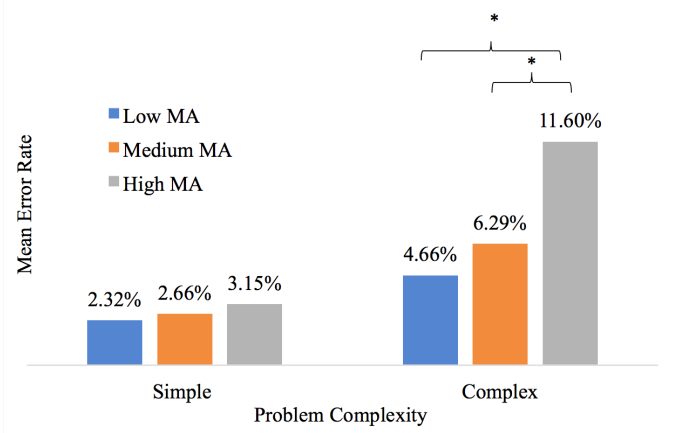 *
*
Low MA
Medium MA
High MA
Mean Error Rate
2.32%
2.66%
3.15%
4.66%
6.29%
11.60%
Simple
Complex
Problem Complexity